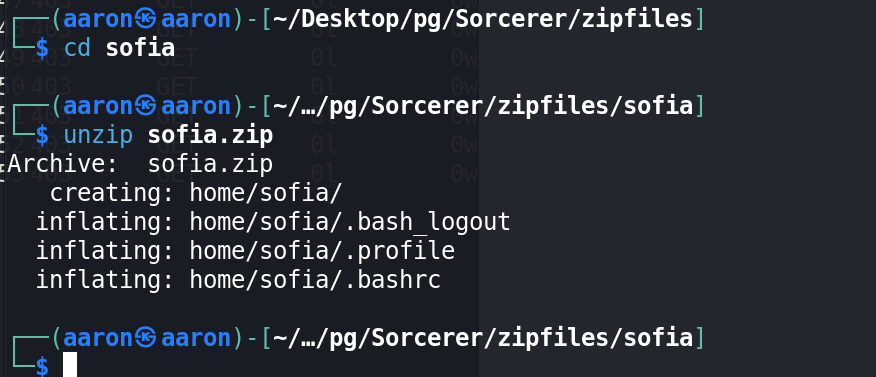 ┌──(aaron㉿aaron)-[~/Desktop/pg/Sorcerer/zipfiles]
└─$ cd sofia
┌──(aaron㉿aaron)-[~/…/pg/Sorcerer/zipfiles/sofia]
└─$ unzip sofia.zip
Archive:  sofia.zip
   creating: home/sofia/
  inflating: home/sofia/.bash_logout
  inflating: home/sofia/.profile
  inflating: home/sofia/.bashrc
┌──(aaron㉿aaron)-[~/…/pg/Sorcerer/zipfiles/sofia]
└─$